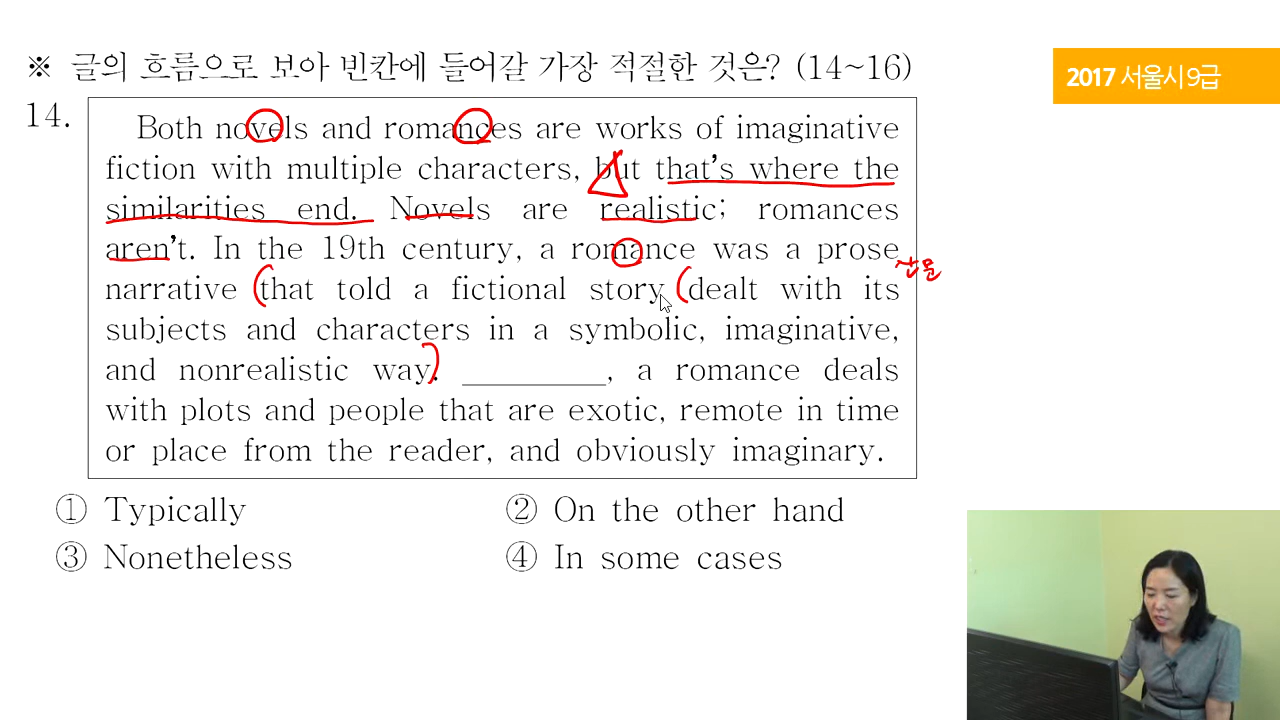 ※ 글의 흐름으로 보아 빈칸에 들어갈 가장 적절한 것은? (14~16)
2017 서울시 9급
14.
Both novels and romances are works of imaginative
fiction with multiple characters, but that's where the
similarities end. Novels are realistic; romances
aren't. In the 19th century, a romance was a prose
산문
narrative that told a fictional story dealt with its
subjects and characters in a symbolic, imaginative,
and nonrealistic way. ________, a romance deals
with plots and people that are exotic, remote in time
or place from the reader, and obviously imaginary.
① Typically
② On the other hand
③ Nonetheless
④ In some cases